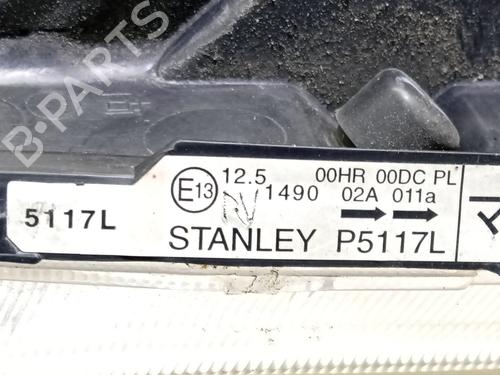 B-PARTS
5117L
E13
12.5 00HR 00DC PL
1490 02A 011a
STANLEY P5117L